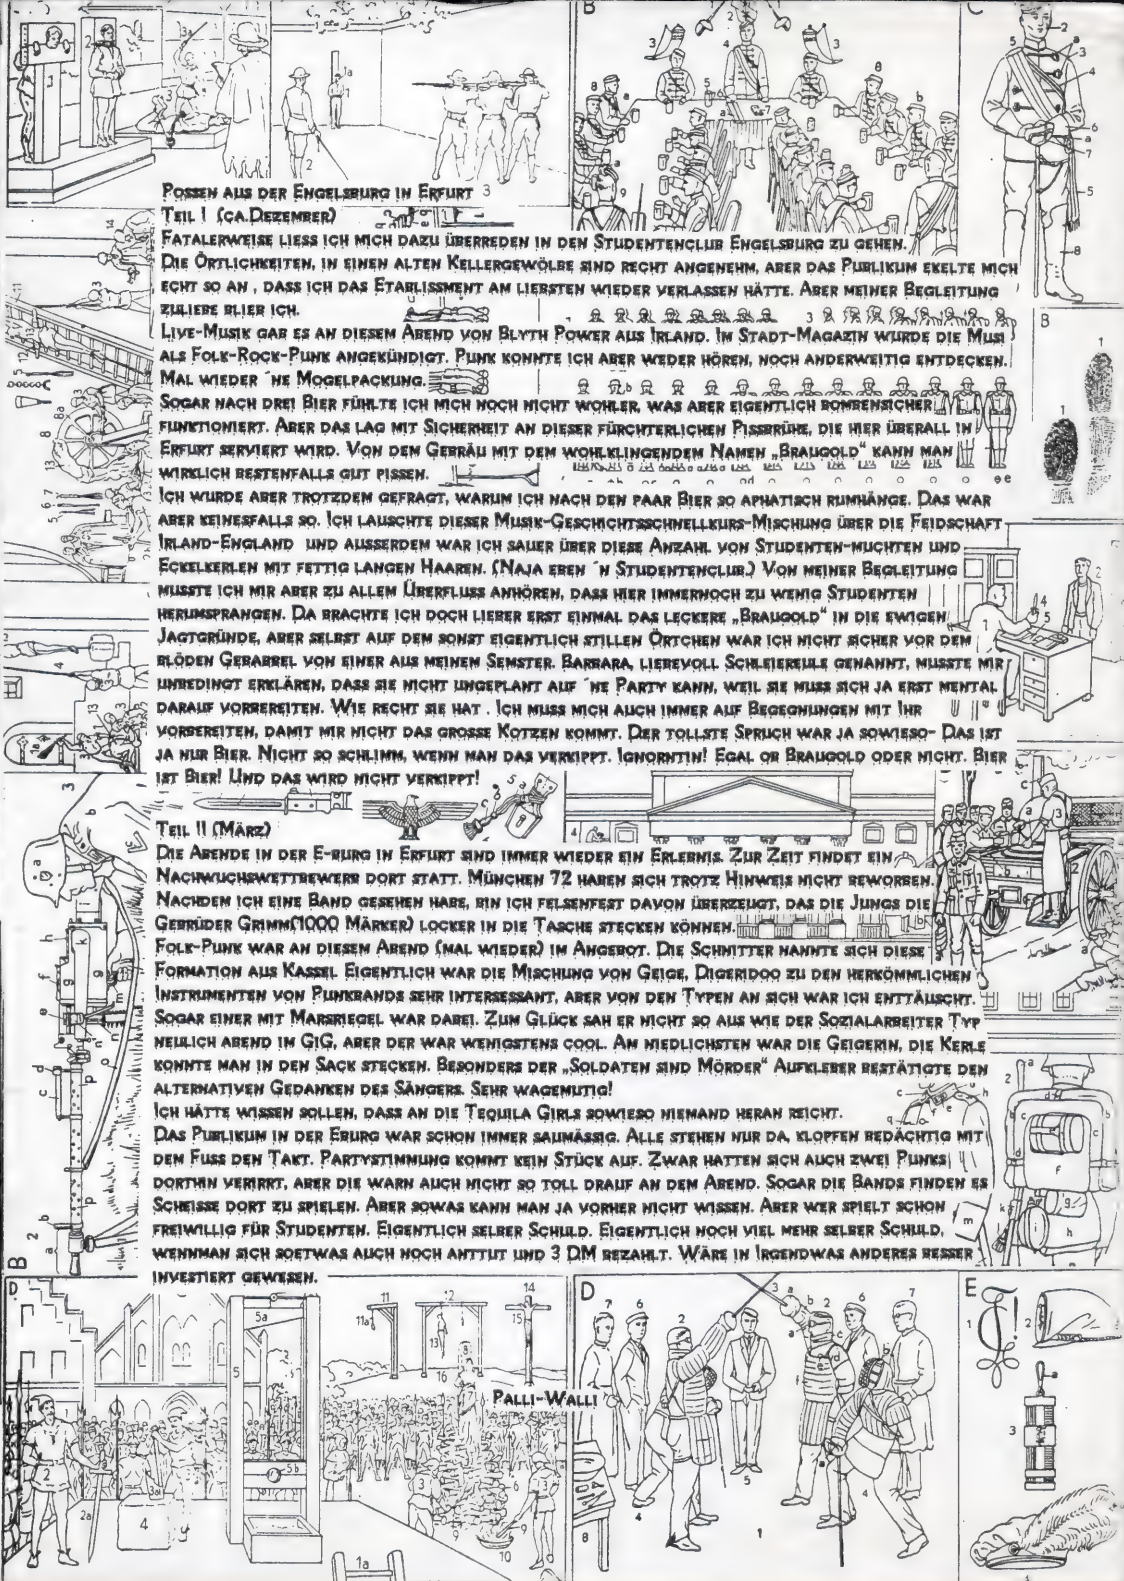 POSSEN AUS DER ENGELSBURG IN ERFURT
TEIL I (CA.DEZEMBER)
FATALERWEISE LIESS ICH MICH DAZU ÜBERREDEN IN DEN STUDENTENCLUB ENGELSBURG ZU GEHEN.
DIE ÖRTLICHKEITEN, IN EINEN ALTEN KELLERGEWÖLBE SIND RECHT ANGENEHM, ABER DAS PUBLIKUM EKELTE MICH
ECHT SO AN , DASS ICH DAS ETABLISSMENT AM LIEBSTEN WIEDER VERLASSEN HÄTTE. ABER MEINER BEGLEITUNG
ZULIEBE BLIEB ICH.
LIVE-MUSIK GAB ES AN DIESEM ABEND VON BLYTH POWER AUS IRLAND. IM STADT-MAGAZIN WURDE DIE MUSI
ALS FOLK-ROCK-PUNK ANGEKÜNDIGT. PUNK KONNTE ICH ABER WEDER HÖREN, NOCH ANDERWEITIG ENTDECKEN.
MAL WIEDER ´NE MOGELPACKUNG.
SOGAR NACH DREI BIER FÜHLTE ICH MICH NOCH NICHT WOHLER, WAS ABER EIGENTLICH BOMBENSICHER
FUNKTIONIERT. ABER DAS LAG MIT SICHERHEIT AN DIESER FÜRCHTERLICHEN PISSBRÜHE, DIE HIER ÜBERALL IN
ERFURT SERVIERT WIRD. VON DEM GEBRÄU MIT DEM WOHLKLINGENDEM NAMEN „BRAUGOLD“ KANN MAN
WIRKLICH BESTENFALLS GUT PISSEN.
ICH WURDE ABER TROTZDEM GEFRAGT, WARUM ICH NACH DEN PAAR BIER SO APHATISCH RUMHÄNGE. DAS WAR
ABER KEINESFALLS SO. ICH LAUSCHTE DIESER MUSIK-GESCHICHTSSCHNELLKURS-MISCHUNG ÜBER DIE FEIDSCHAFT
IRLAND-ENGLAND UND AUSSERDEM WAR ICH SAUER ÜBER DIESE ANZAHL VON STUDENTEN-MUCHTEN UND
ECKELKERLEN MIT FETTIG LANGEN HAAREN. (NAJA EBEN ´N STUDENTENCLUB.) VON MEINER BEGLEITUNG
MUSSTE ICH MIR ABER ZU ALLEM ÜBERFLUSS ANHÖREN, DASS HIER IMMERNOCH ZU WENIG STUDENTEN
HERUMSPRANGEN. DA BRACHTE ICH DOCH LIEBER ERST EINMAL DAS LECKERE „BRAUGOLD“ IN DIE EWIGEN
JAGTGRÜNDE, ABER SELBST AUF DEM SONST EIGENTLICH STILLEN ÖRTCHEN WAR ICH NICHT SICHER VOR DEM
BLÖDEN GEBABBEL VON EINER AUS MEINEM SEMSTER. BARBARA, LIEBEVOLL SCHLEIEREULE GENANNT, MUSSTE MIR
UNBEDINGT ERKLÄREN, DASS SIE NICHT UNGEPLANT AUF ´NE PARTY KANN, WEIL SIE MUSS SICH JA ERST MENTAL
DARAUF VORBEREITEN. WIE RECHT SIE HAT . ICH MUSS MICH AUCH IMMER AUF BEGEGNUNGEN MIT IHR
VORBEREITEN, DAMIT MIR NICHT DAS GROSSE KOTZEN KOMMT. DER TOLLSTE SPRUCH WAR JA SOWIESO- DAS IST
JA NUR BIER. NICHT SO SCHLIMM, WENN MAN DAS VERKIPPT. IGNORNTIN! EGAL OB BRAUGOLD ODER NICHT. BIER
IST BIER! UND DAS WIRD NICHT VERKIPPT!
TEIL II (MÄRZ)
DIE ABENDE IN DER E-BURG IN ERFURT SIND IMMER WIEDER EIN ERLEBNIS. ZUR ZEIT FINDET EIN
NACHWUCHSWETTBEWERB DORT STATT. MÜNCHEN 72 HABEN SICH TROTZ HINWEIS NICHT BEWORBEN.
NACHDEM ICH EINE BAND GESEHEN HABE, BIN ICH FELSENFEST DAVON ÜBERZEUGT, DAS DIE JUNGS DIE
GEBRÜDER GRIMM(1000 MÄRKER) LOCKER IN DIE TASCHE STECKEN KÖNNEN.
FOLK-PUNK WAR AN DIESEM ABEND (MAL WIEDER) IM ANGEBOT. DIE SCHNITTER NANNTE SICH DIESE
FORMATION AUS KASSEL EIGENTLICH WAR DIE MISCHUNG VON GEIGE, DIGERIDOO ZU DEN HERKÖMMLICHEN
INSTRUMENTEN VON PUNKBANDS SEHR INTERSESSANT, ABER VON DEN TYPEN AN SICH WAR ICH ENTTÄUSCHT.
SOGAR EINER MIT MARSRIEGEL WAR DABEI. ZUM GLÜCK SAH ER NICHT SO AUS WIE DER SOZIALARBEITER TYP
NEULICH ABEND IM GIG, ABER DER WAR WENIGSTENS COOL. AM NIEDLICHSTEN WAR DIE GEIGERIN, DIE KERLE
KONNTE MAN IN DEN SACK STECKEN. BESONDERS DER „SOLDATEN SIND MÖRDER“ AUFKLEBER BESTÄTIGTE DEN
ALTERNATIVEN GEDANKEN DES SÄNGERS. SEHR WAGEMUTIG!
ICH HÄTTE WISSEN SOLLEN, DASS AN DIE TEQUILA GIRLS SOWIESO NIEMAND HERAN REICHT.
DAS PUBLIKUM IN DER EBURG WAR SCHON IMMER SAUMÄSSIG. ALLE STEHEN NUR DA, KLOPFEN BEDÄCHTIG MIT
DEM FUSS DEN TAKT. PARTYSTIMMUNG KOMMT KEIN STÜCK AUF. ZWAR HATTEN SICH AUCH ZWEI PUNKS
DORTHIN VERIRRT, ABER DIE WARN AUCH NICHT SO TOLL DRAUF AN DEM ABEND. SOGAR DIE BANDS FINDEN ES
SCHEISSE DORT ZU SPIELEN. ABER SOWAS KANN MAN JA VORHER NICHT WISSEN. ABER WER SPIELT SCHON
FREIWILLIG FÜR STUDENTEN. EIGENTLICH SELBER SCHULD. EIGENTLICH NOCH VIEL MEHR SELBER SCHULD,
WENNMAN SICH SOETWAS AUCH NOCH ANTTUT UND 3 DM BEZAHLT. WÄRE IN IRGENDWAS ANDERES BESSER
INVESTIERT GEWESEN.
PALLI-WALLI